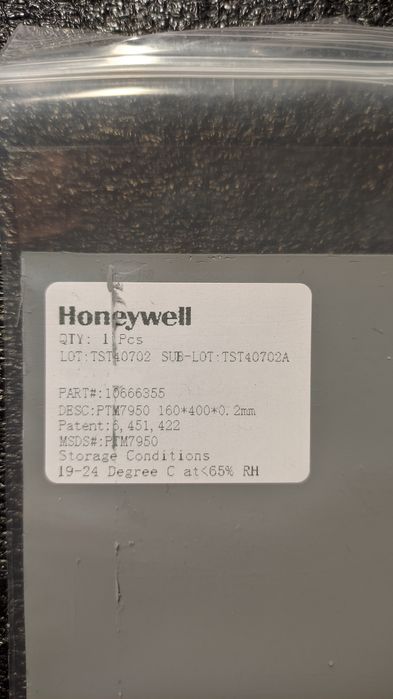 Honeywell
QTY: 1 Pcs
LOT:TST40702 SUB-LOT:TST40702A
PART#:10666355
DESC:PTM7950 160*400*0.2mm
Patent:6,451,422
MSDS#:PTM7950
Storage Conditions
19-24 Degree C at<65% RH